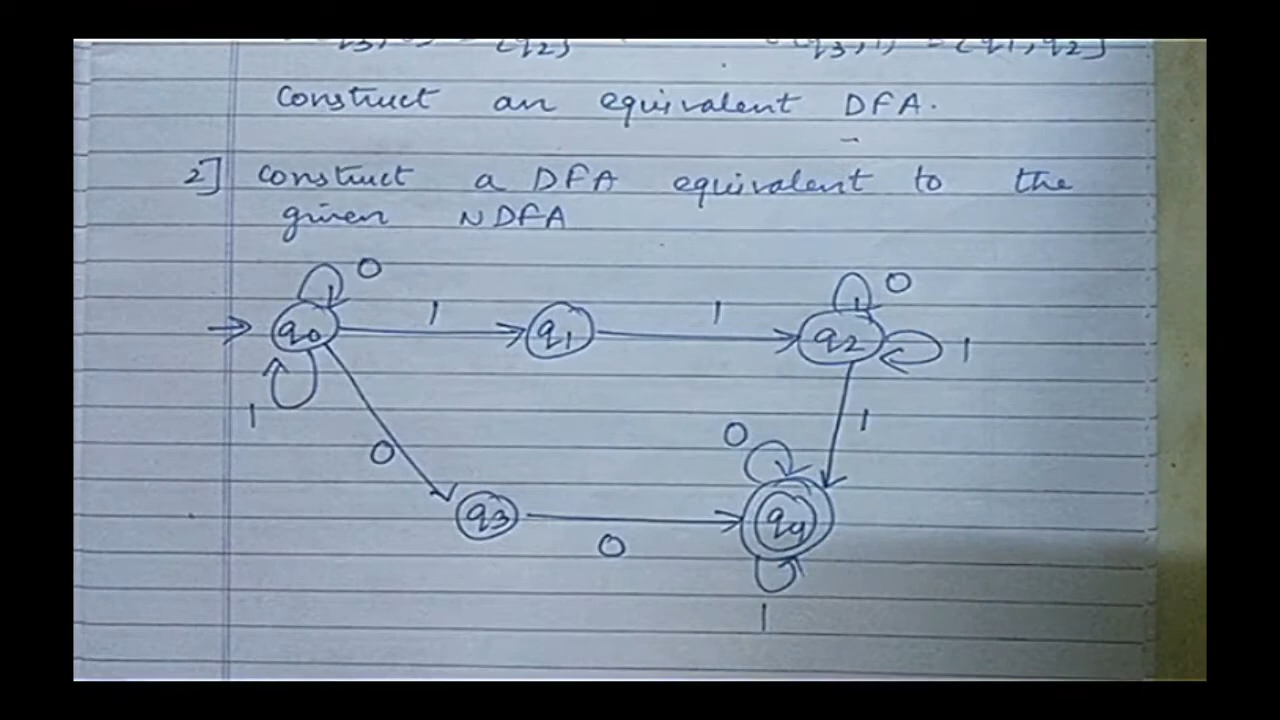 (q2)
Construct an equivalent DFA.
2] Construct a DFA equivalent to the
given NDFA
0
0
1
1
q0
q1
q2
1
1
1
0
0
q3
q4
0
1